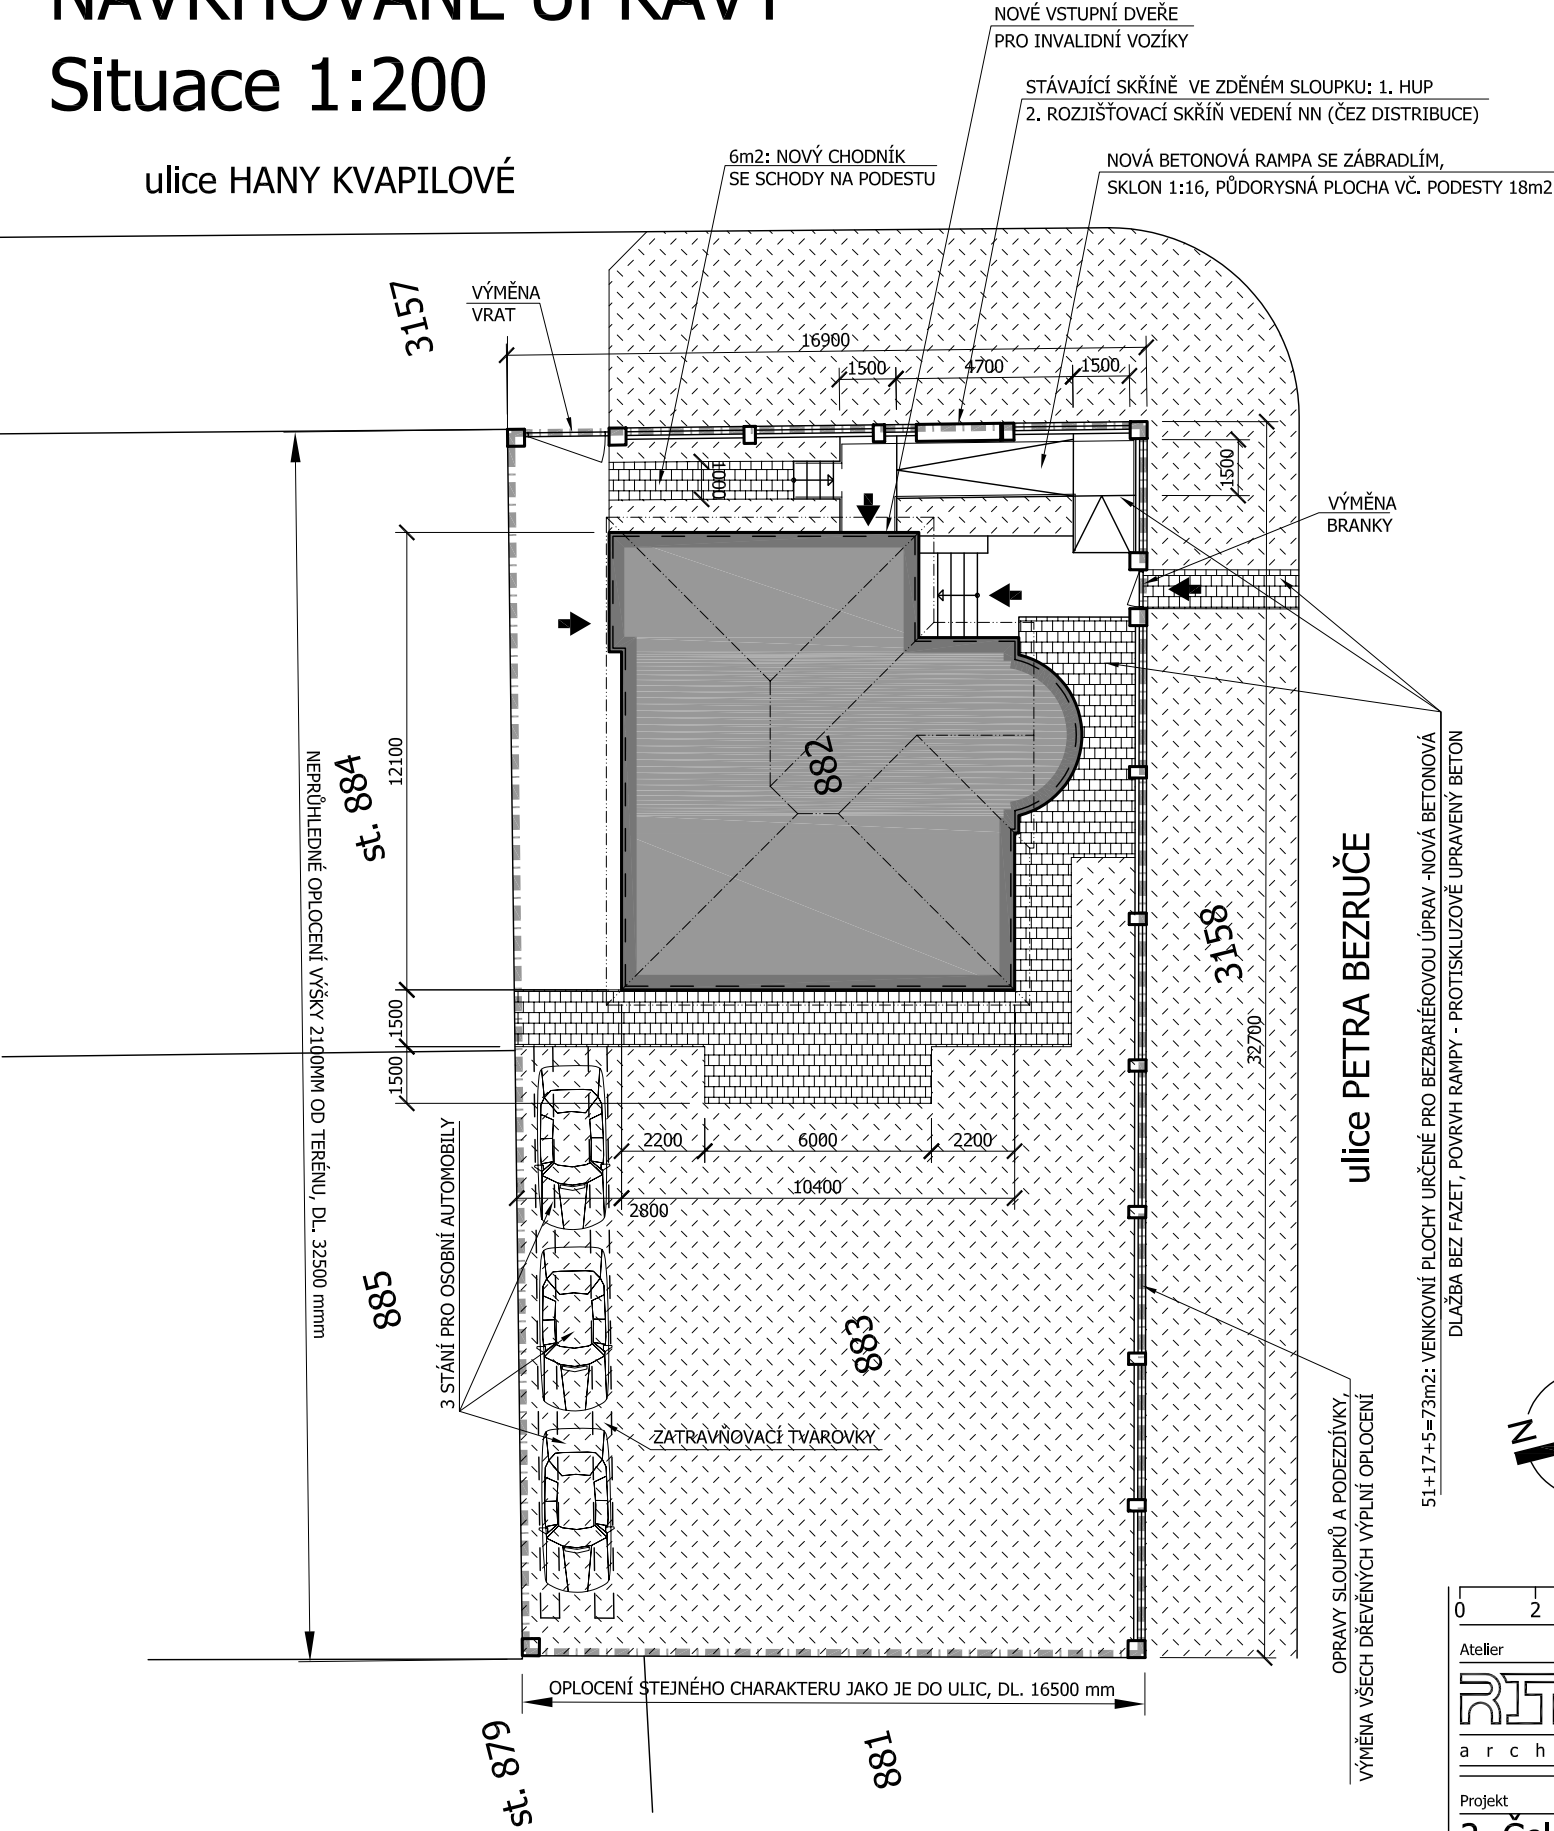 NAVRHOVANÉ ÚPRAVY
Situace 1:200
ulice HANY KVAPILOVÉ
NOVÉ VSTUPNÍ DVEŘE
PRO INVALIDNÍ VOZÍKY
STÁVAJÍCÍ SKŘÍNĚ VE ZDĚNÉM SLOUPKU: 1. HUP
2. ROZJIŠŤOVACÍ SKŘÍŇ VEDENÍ NN (ČEZ DISTRIBUCE)
6m2: NOVÝ CHODNÍK
SE SCHODY NA PODESTU
NOVÁ BETONOVÁ RAMPA SE ZÁBRADLÍM,
SKLON 1:16, PŮDORYSNÁ PLOCHA VČ. PODESTY 18m2
3157
VÝMĚNA
VRAT
16900
1500
4700
1500
1000
1500
VÝMĚNA
BRANKY
12100
st. 884
NEPRŮHLEDNÉ OPLOCENÍ VÝŠKY 2100MM OD TERÉNU, DL. 32500 mmm
882
ulice PETRA BEZRUČE
3158
32700
51+17+5=73m2: VENKOVNÍ PLOCHY URČENÉ PRO BEZBARIÉROVOU ÚPRAV -NOVÁ BETONOVÁ
DLAŽBA BEZ FAZET, POVRVH RAMPY - PROTISKLUZOVĚ UPRAVENÝ BETON
1500
1500
2200
6000
2200
10400
2800
885
3 STÁNÍ PRO OSOBNÍ AUTOMOBILY
883
ZATRAVŇOVACÍ TVAROVKY
OPRAVY SLOUPKŮ A PODEZDÍVKY,
VÝMĚNA VŠECH DŘEVĚNÝCH VÝPLNÍ OPLOCENÍ
N
OPLOCENÍ STEJNÉHO CHARAKTERU JAKO JE DO ULIC, DL. 16500 mm
st. 879
881
0 2
Atelier
RIT
arch
Projekt